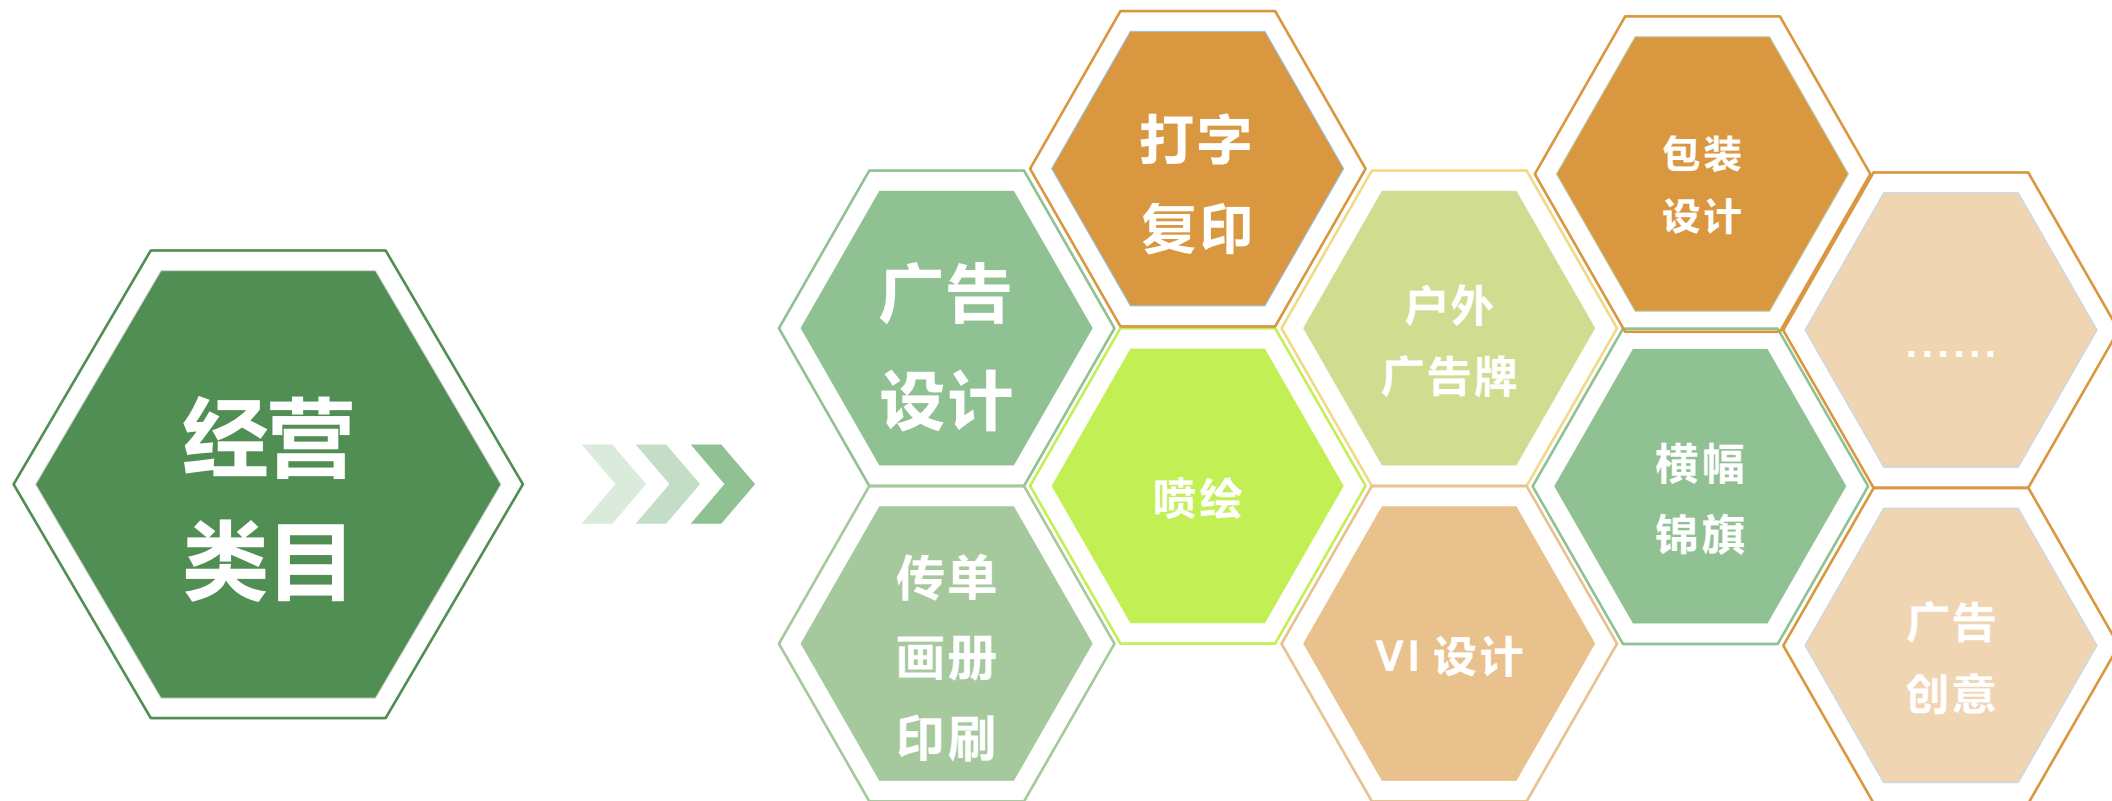 经营
类目
广告
设计
打字
复印
传单
画册
印刷
喷绘
户外
广告牌
VI 设计
包装
设计
横幅
锦旗
......
广告
创意